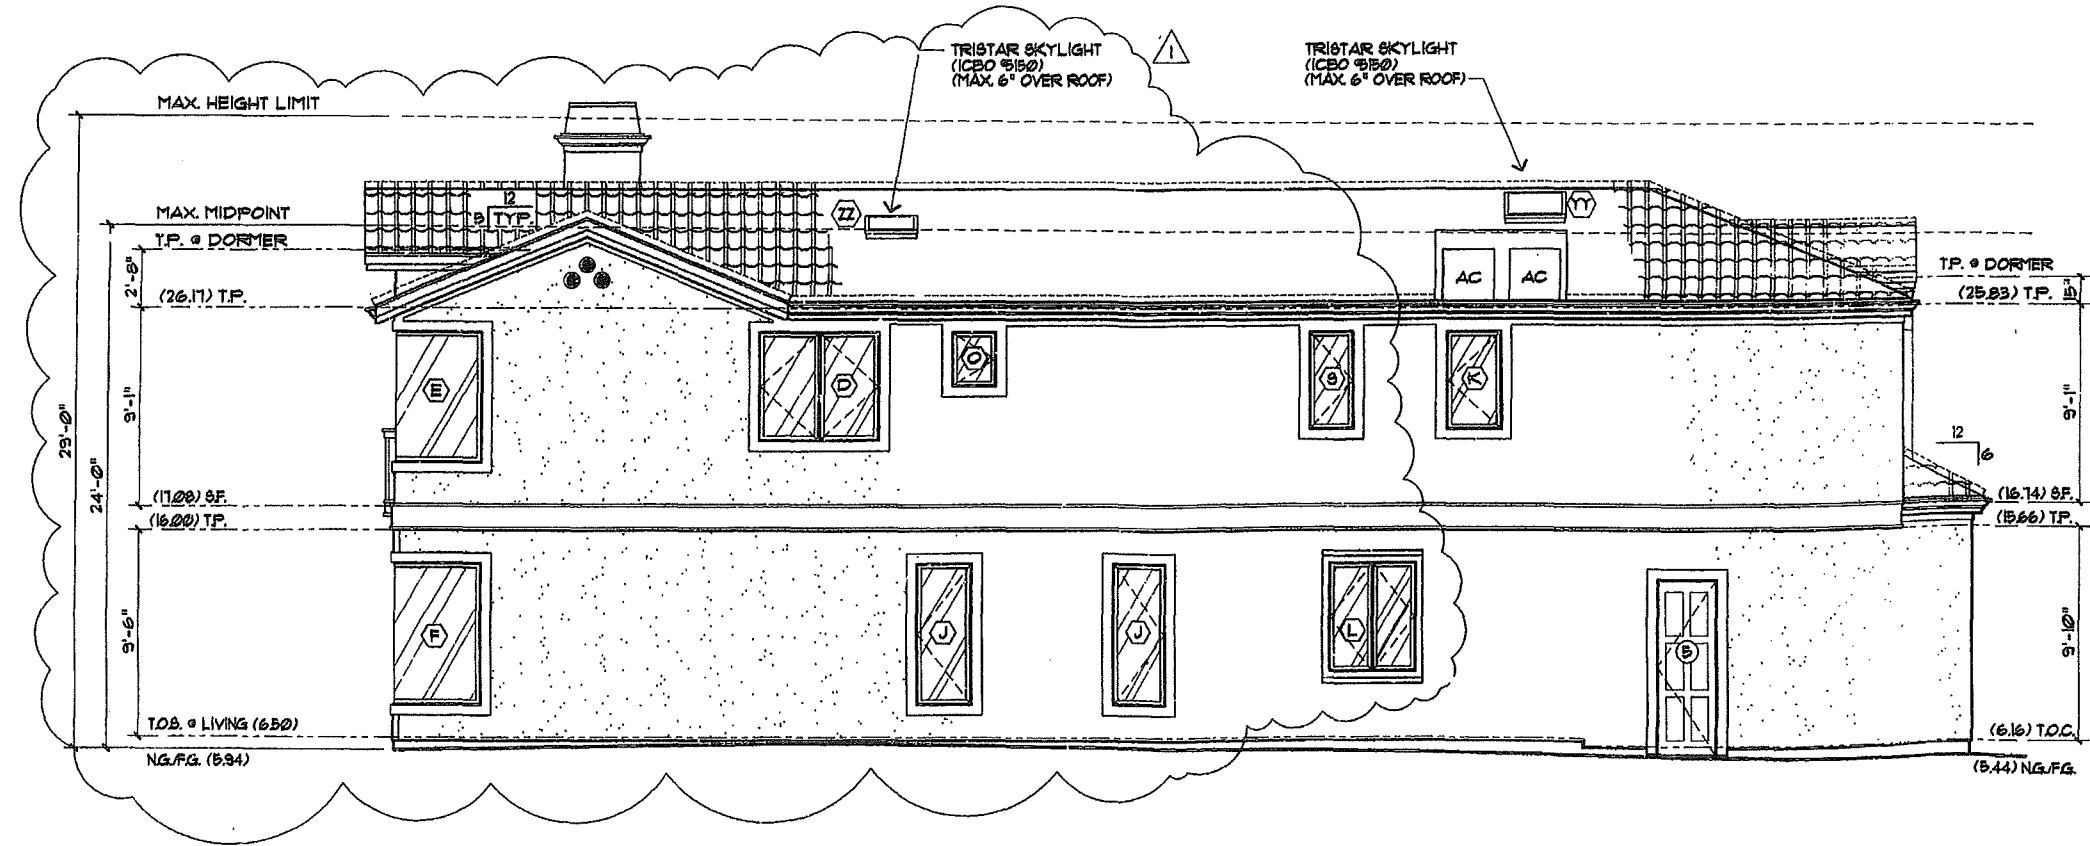 TRISTAR SKYLIGHT
(ICBO #5150)
(MAX. 6" OVER ROOF)
1
TRISTAR SKYLIGHT
(ICBO #5150)
(MAX. 6" OVER ROOF)
MAX. HEIGHT LIMIT
MAX. MIDPOINT
T.P. @ DORMER
2'-8"
(26.17) T.P.
12
5 TYP.
ZZ
YY
AC
AC
T.P. @ DORMER
(25.83) T.P.
15"
E
D
O
S
K
9'-1"
9'-1"
29'-0"
24'-0"
12
6
(17.08) S.F.
(16.00) T.P.
(16.74) S.F.
(15.66) T.P.
9'-6"
F
J
J
L
5
9'-10"
T.O.S. @ LIVING (6.50)
N.G./F.G. (5.94)
(6.16) T.O.C.
(5.44) N.G./F.G.